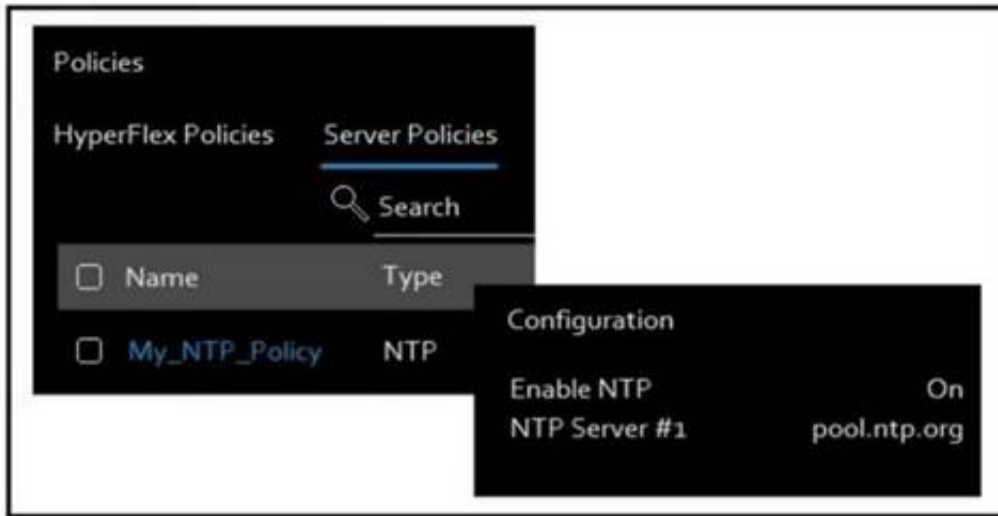 Policies
HyperFlex Policies Server Policies
Search
Name Type
My_NTP_Policy NTP
Configuration
Enable NTP On
NTP Server #1 pool.ntp.org